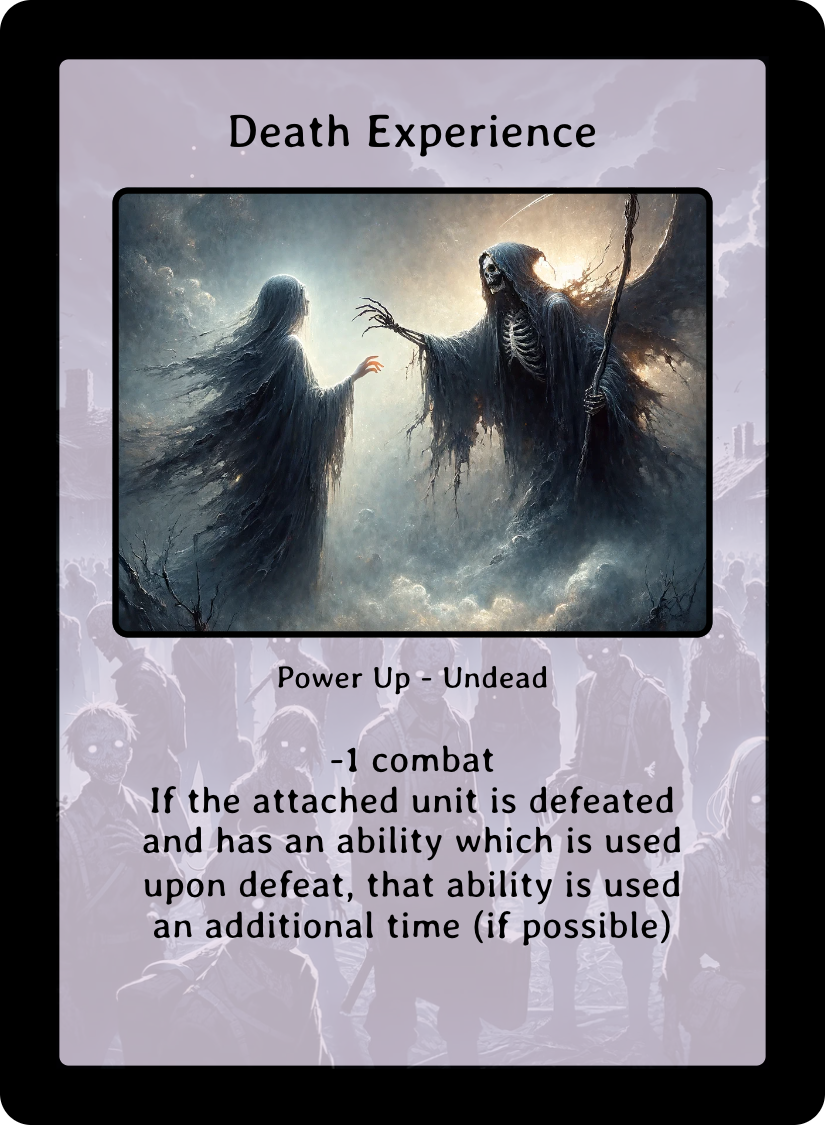 Death Experience
Power Up - Undead
-1 combat
If the attached unit is defeated
and has an ability which is used
upon defeat, that ability is used
an additional time (if possible)